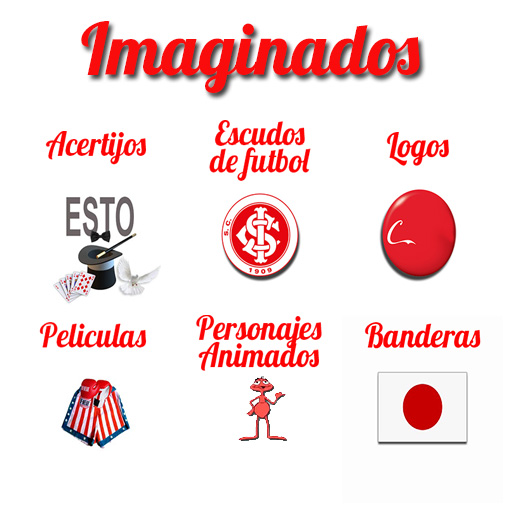 Imaginados
Acertijos
Escudos
de futbol
Logos
ESTO
S.C.
1909
Peliculas
Personajes
Animados
Banderas